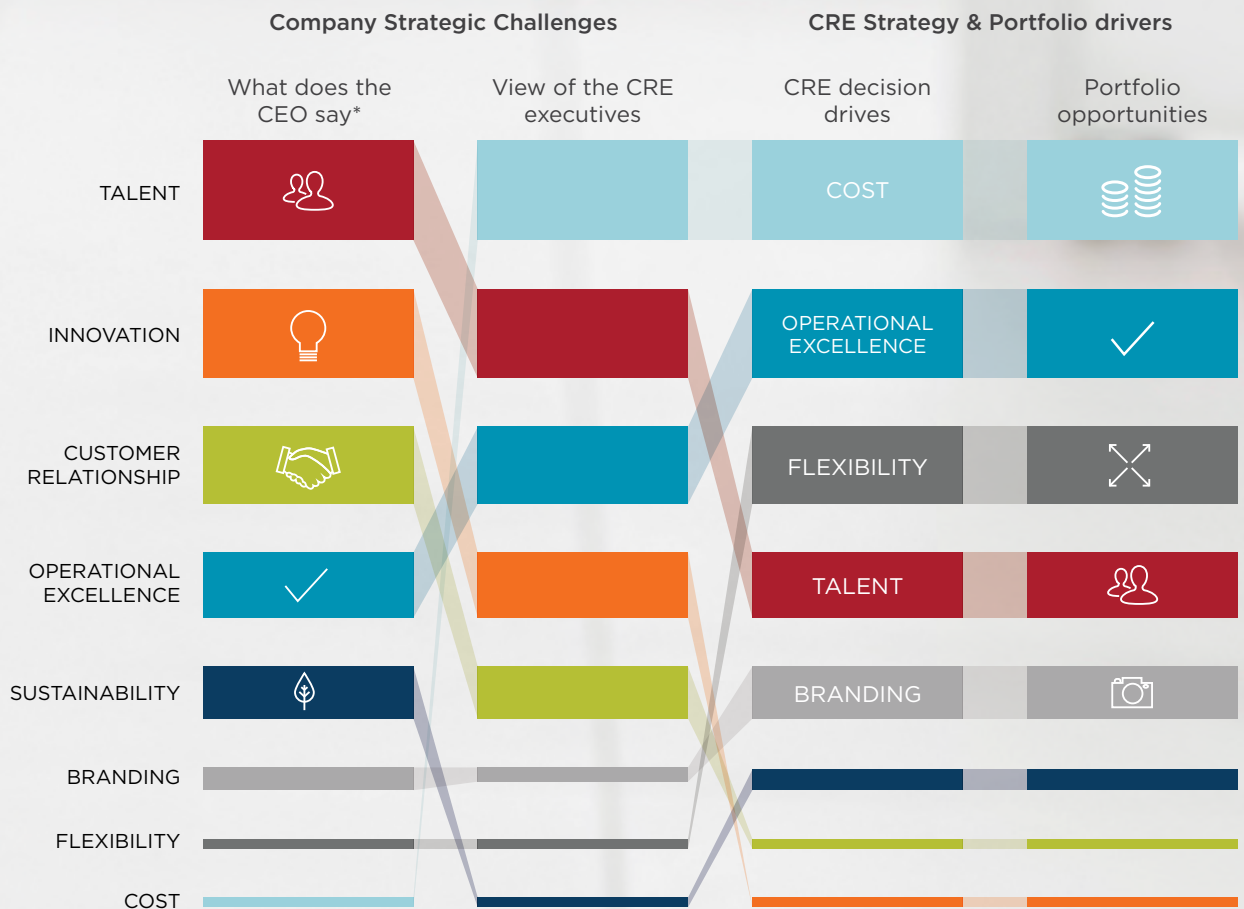 Company Strategic Challenges
CRE Strategy & Portfolio drivers
What does the
CEO say*
View of the CRE
executives
CRE decision
drives
Portfolio
opportunities
TALENT
COST
INNOVATION
OPERATIONAL
EXCELLENCE
CUSTOMER
RELATIONSHIP
FLEXIBILITY
OPERATIONAL
EXCELLENCE
TALENT
SUSTAINABILITY
BRANDING
BRANDING
FLEXIBILITY
COST